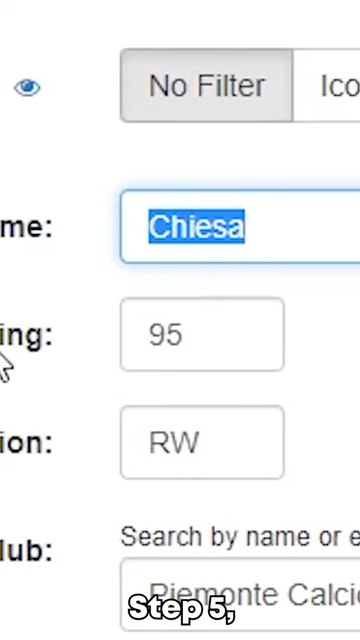 No Filter Ico
me: Chiesa
ing: 95
ion: RW
Search by name or e
lub: Piemonte Calcio
Step 5,